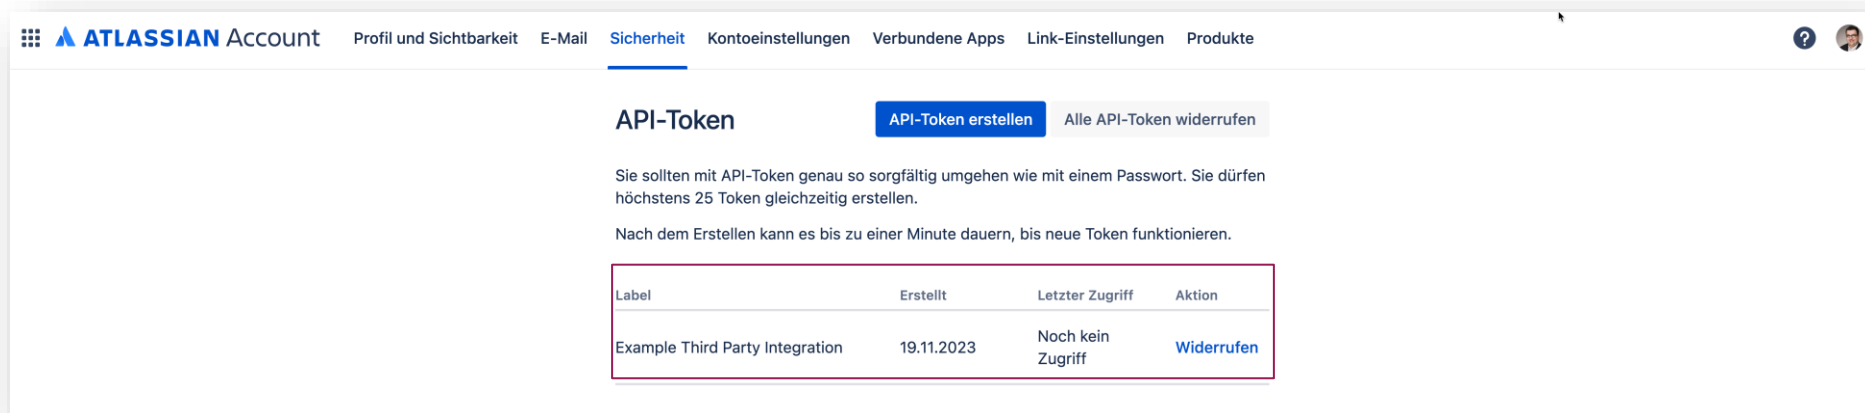 ATLASSIAN Account Profil und Sichtbarkeit E-Mail Sicherheit Kontoeinstellungen Verbundene Apps Link-Einstellungen Produkte ?
API-Token API-Token erstellen Alle API-Token widerrufen
Sie sollten mit API-Token genau so sorgfältig umgehen wie mit einem Passwort. Sie dürfen
höchstens 25 Token gleichzeitig erstellen.
Nach dem Erstellen kann es bis zu einer Minute dauern, bis neue Token funktionieren.
Label Erstellt Letzter Zugriff Aktion
Example Third Party Integration 19.11.2023 Noch kein Zugriff Widerrufen